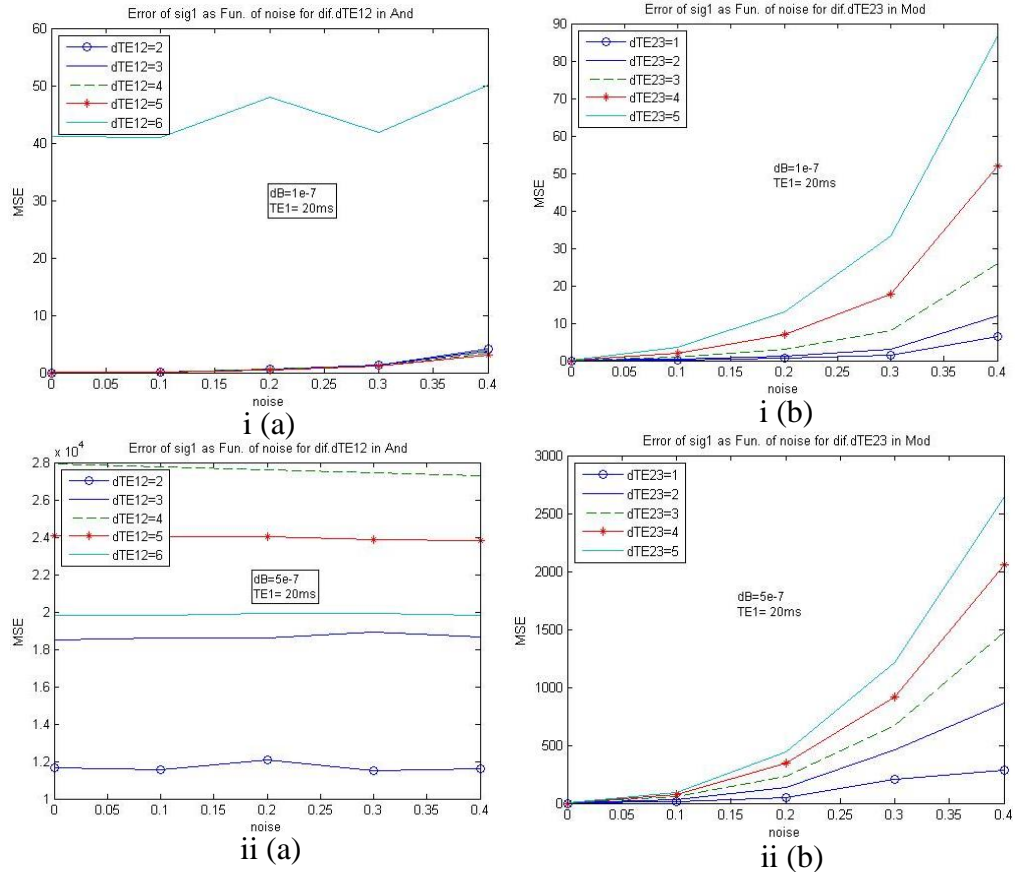 Error of sig1 as Fun. of noise for dif.dTE12 in And
60
50
40
30
20
10
0
MSE
dTE12=2
dTE12=3
dTE12=4
dTE12=5
dTE12=6
dB=1e-7
TE1= 20ms
0 0.05 0.1 0.15 0.2 0.25 0.3 0.35 0.4
noise
i (a)
Error of sig1 as Fun. of noise for dif.dTE23 in Mod
90
80
70
60
50
40
30
20
10
0
MSE
dTE23=1
dTE23=2
dTE23=3
dTE23=4
dTE23=5
dB=1e-7
TE1= 20ms
0 0.05 0.1 0.15 0.2 0.25 0.3 0.35 0.4
noise
i (b)
Error of sig1 as Fun. of noise for dif.dTE12 in And
x 10^4
2.8
2.6
2.4
2.2
2
1.8
1.6
1.4
1.2
1
MSE
dTE12=2
dTE12=3
dTE12=4
dTE12=5
dTE12=6
dB=5e-7
TE1= 20ms
0 0.05 0.1 0.15 0.2 0.25 0.3 0.35 0.4
noise
ii (a)
Error of sig1 as Fun. of noise for dif.dTE23 in Mod
3000
2500
2000
1500
1000
500
0
MSE
dTE23=1
dTE23=2
dTE23=3
dTE23=4
dTE23=5
dB=5e-7
TE1= 20ms
0 0.05 0.1 0.15 0.2 0.25 0.3 0.35 0.4
noise
ii (b)